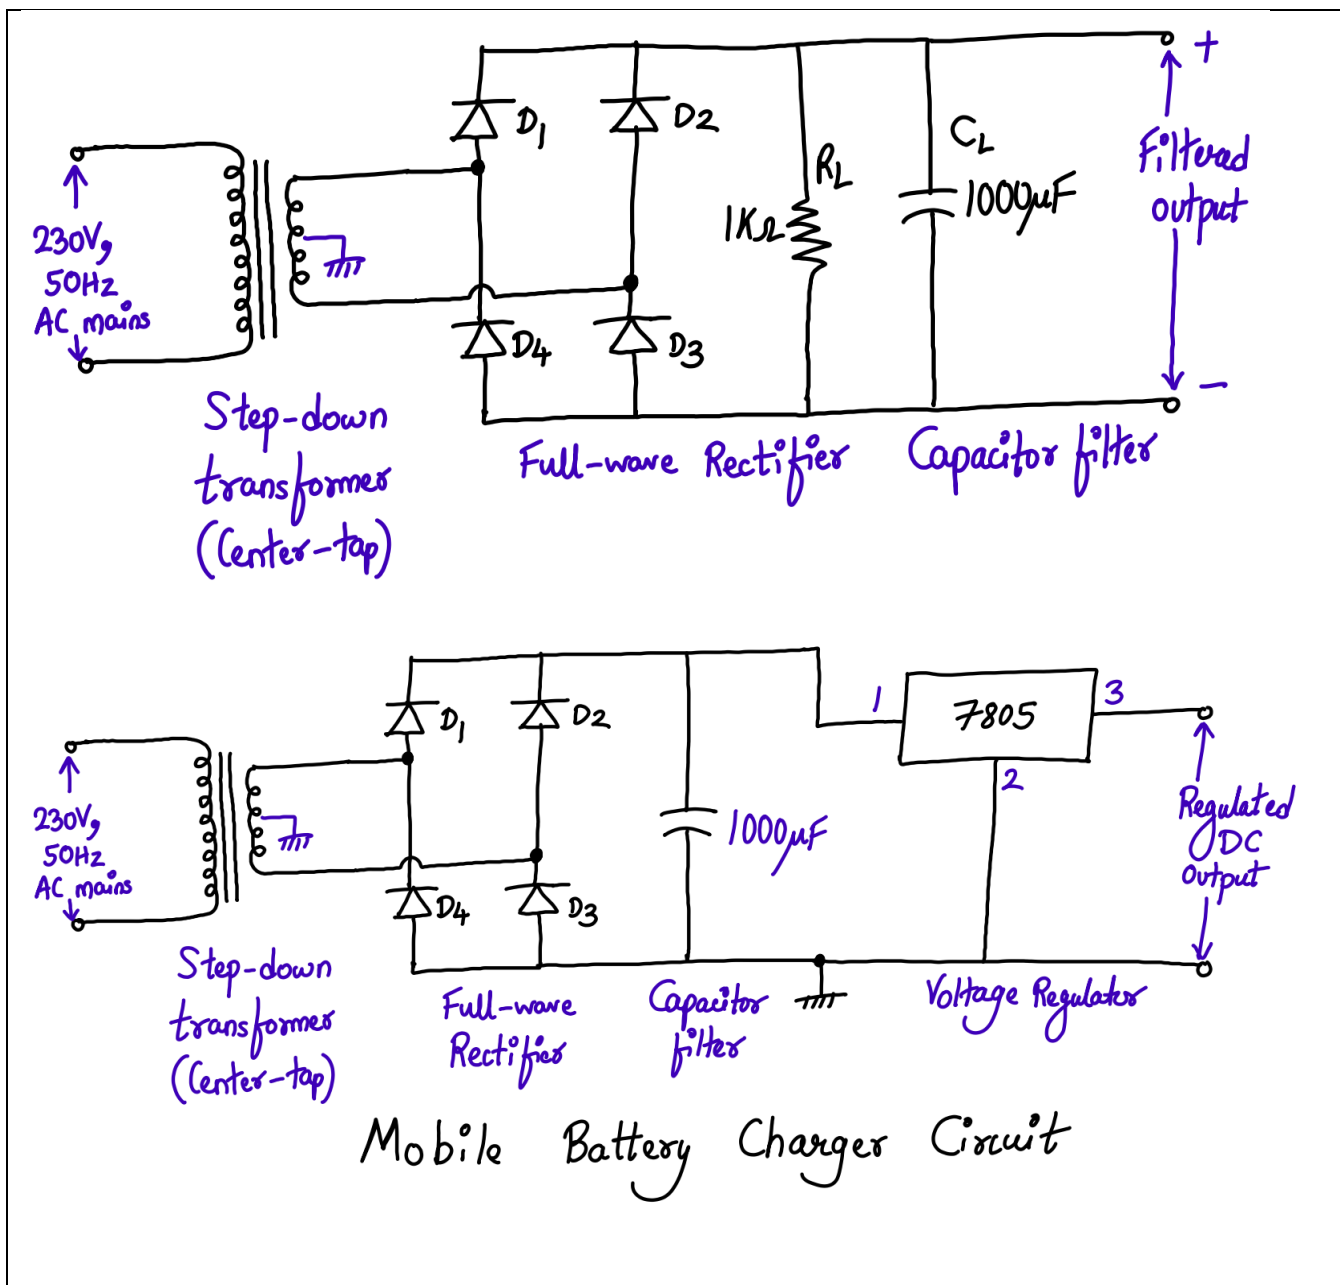 +
D1
D2
CL
1000μF
RL
1KΩ
Filtered
output
230V,
50Hz
AC mains
D4
D3
-
Step-down
transformer
(Center-tap)
Full-wave Rectifier
Capacitor filter
D1
D2
1
7805
3
2
230V,
50Hz
AC mains
1000μF
Regulated
DC
output
D4
D3
Step-down
transformer
(Center-tap)
Full-wave
Rectifier
Capacitor
filter
Voltage Regulator
Mobile Battery Charger Circuit